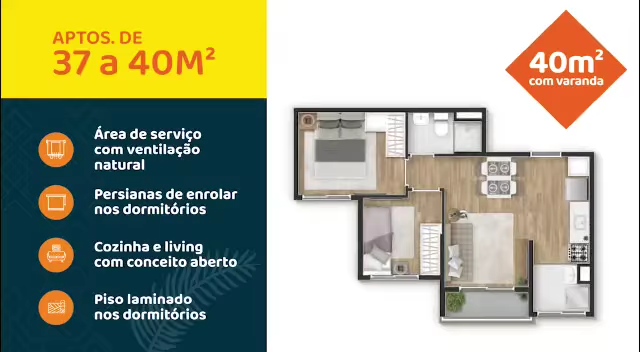 APTOS. DE
37 a 40M²
Área de serviço
com ventilação
natural
Persianas de enrolar
nos dormitórios
Cozinha e living
com conceito aberto
Piso laminado
nos dormitórios
40m²
com varanda